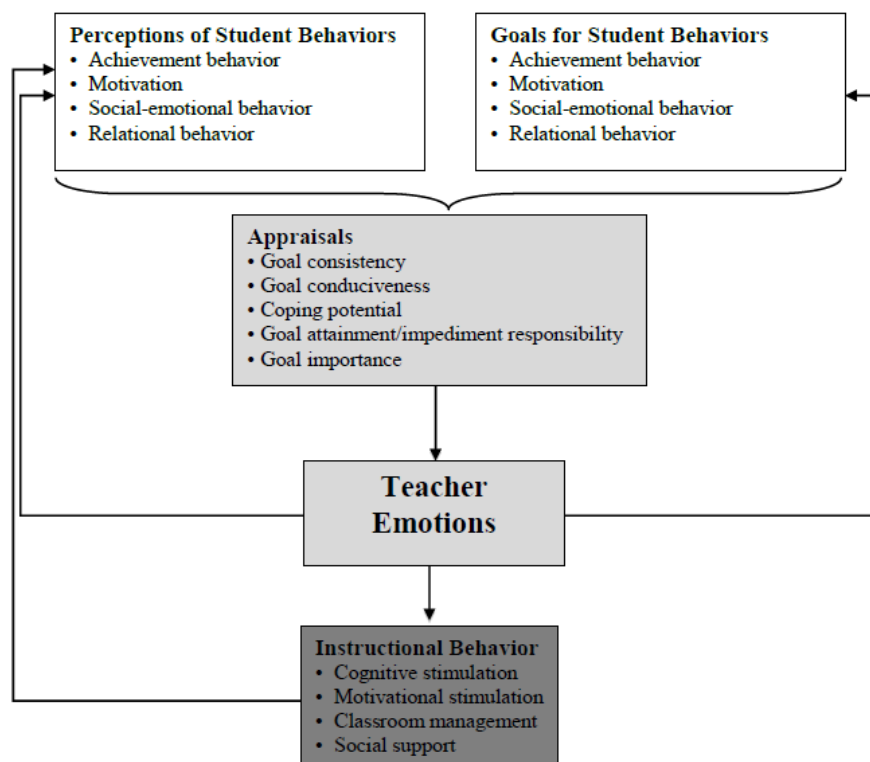 Perceptions of Student Behaviors
• Achievement behavior
• Motivation
• Social-emotional behavior
• Relational behavior
Goals for Student Behaviors
• Achievement behavior
• Motivation
• Social-emotional behavior
• Relational behavior
Appraisals
• Goal consistency
• Goal conduciveness
• Coping potential
• Goal attainment/impediment responsibility
• Goal importance
Teacher
Emotions
Instructional Behavior
• Cognitive stimulation
• Motivational stimulation
• Classroom management
• Social support